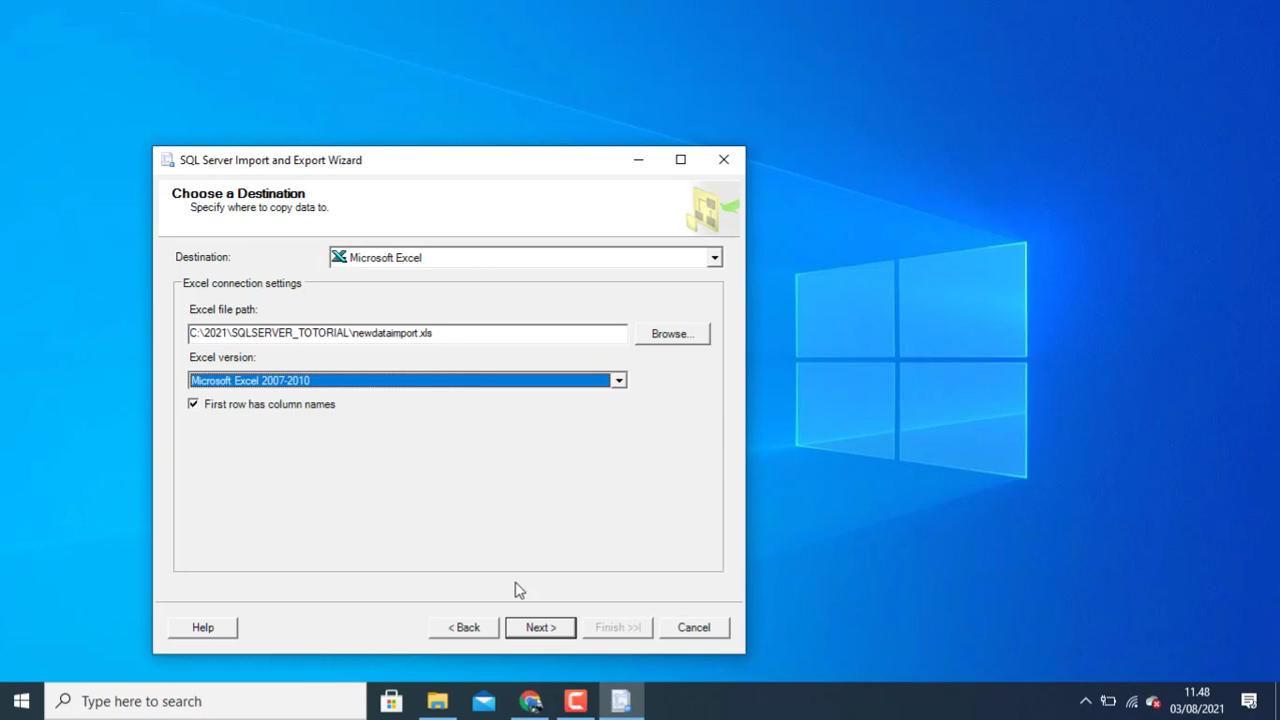 SQL Server Import and Export Wizard
Choose a Destination
Specify where to copy data to.
Destination:
Microsoft Excel
Excel connection settings
Excel file path:
C:\2021\SQLSERVER_TOTORIAL\newdataimport.xls
Browse...
Excel version:
Microsoft Excel 2007-2010
First row has column names
Help
< Back
Next >
Finish >>|
Cancel
Type here to search
11.48
03/08/2021